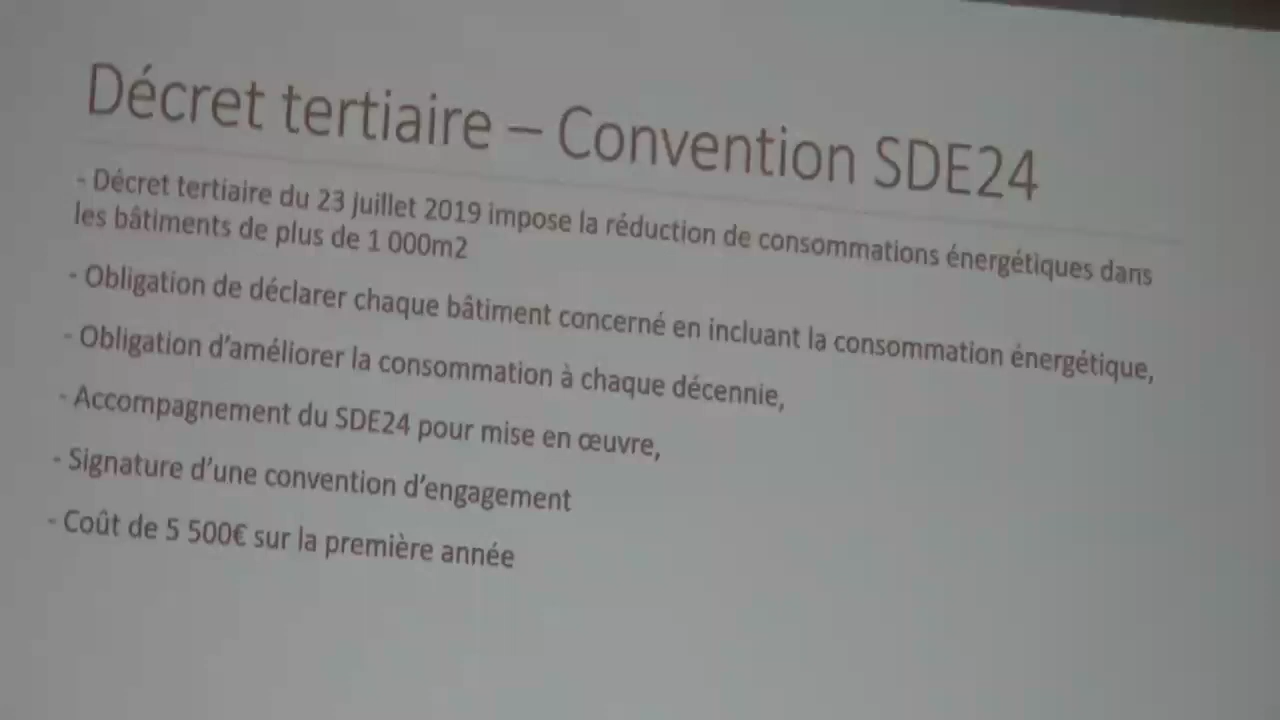 Décret tertiaire – Convention SDE24
- Décret tertiaire du 23 juillet 2019 impose la réduction de consommations énergétiques dans
les bâtiments de plus de 1 000m2
- Obligation de déclarer chaque bâtiment concerné en incluant la consommation énergétique,
- Obligation d'améliorer la consommation à chaque décennie,
- Accompagnement du SDE24 pour mise en œuvre,
- Signature d'une convention d'engagement
- Coût de 5 500€ sur la première année